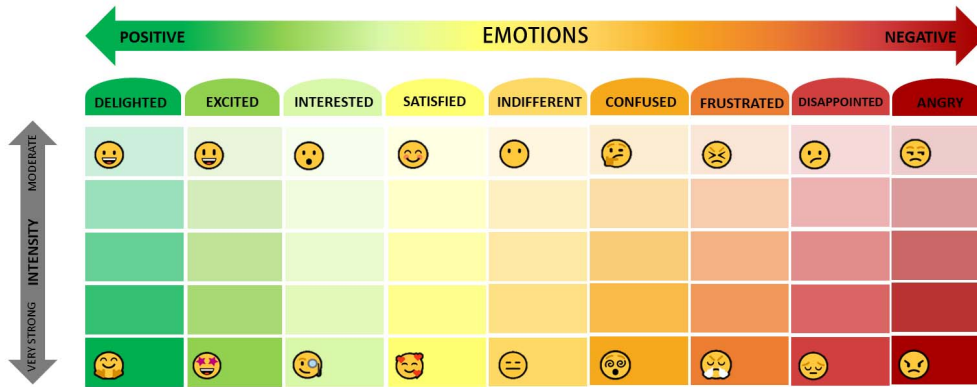 POSITIVE EMOTIONS NEGATIVE
DELIGHTED EXCITED INTERESTED SATISFIED INDIFFERENT CONFUSED FRUSTRATED DISAPPOINTED ANGRY
MODERATE
INTENSITY
VERY STRONG